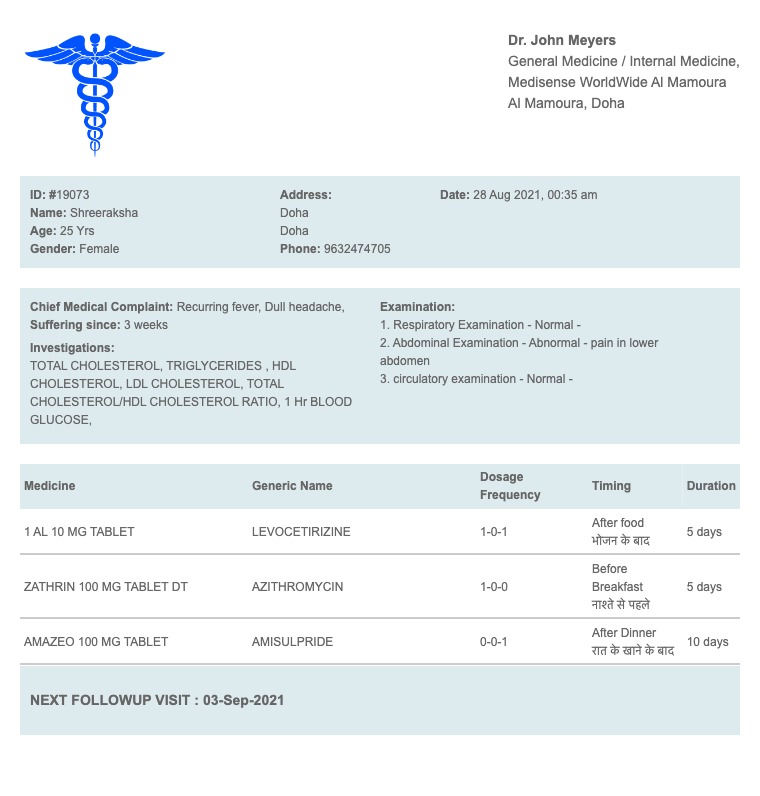 Dr. John Meyers
General Medicine / Internal Medicine,
Medisense WorldWide Al Mamoura
Al Mamoura, Doha
ID: #19073
Name: Shreeraksha
Age: 25 Yrs
Gender: Female
Address:
Doha
Doha
Phone: 9632474705
Date: 28 Aug 2021, 00:35 am
Chief Medical Complaint: Recurring fever, Dull headache,
Suffering since: 3 weeks
Investigations:
TOTAL CHOLESTEROL, TRIGLYCERIDES , HDL
CHOLESTEROL, LDL CHOLESTEROL, TOTAL
CHOLESTEROL/HDL CHOLESTEROL RATIO, 1 Hr BLOOD
GLUCOSE,
Examination:
1. Respiratory Examination - Normal -
2. Abdominal Examination - Abnormal - pain in lower
abdomen
3. circulatory examination - Normal -
Medicine Generic Name Dosage Frequency Timing Duration
1 AL 10 MG TABLET LEVOCETIRIZINE 1-0-1 After food 5 days
भोजन के बाद
ZATHRIN 100 MG TABLET DT AZITHROMYCIN 1-0-0 Before Breakfast 5 days
नाश्ते से पहले
AMAZEO 100 MG TABLET AMISULPRIDE 0-0-1 After Dinner 10 days
रात के खाने के बाद
NEXT FOLLOWUP VISIT : 03-Sep-2021